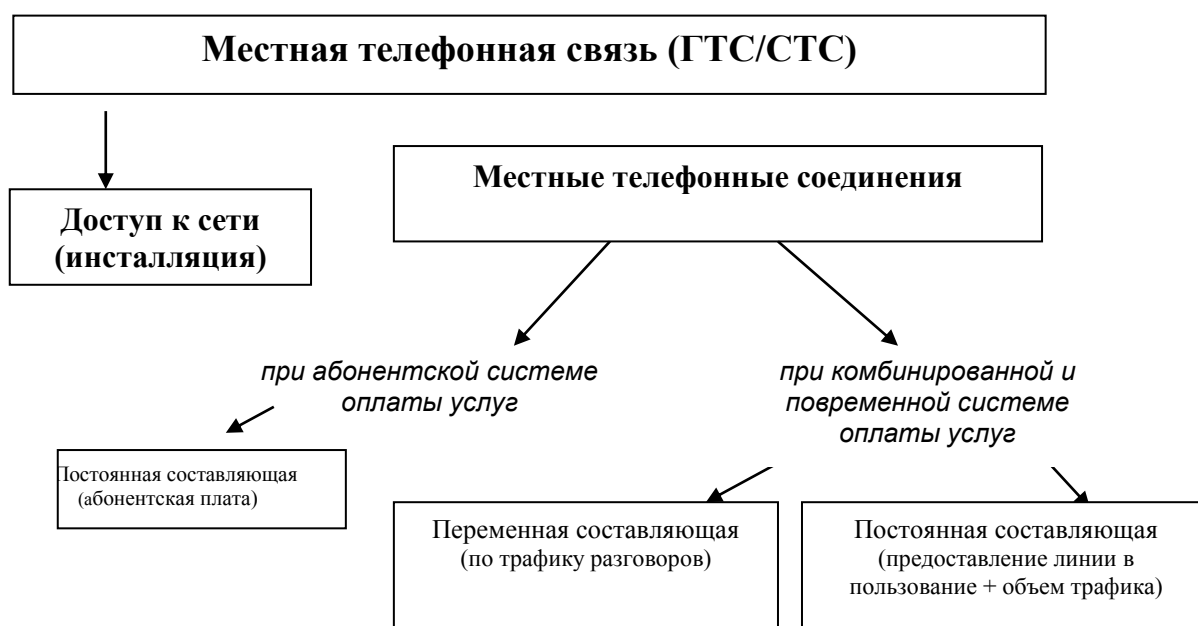 Местная телефонная связь (ГТС/СТС)
Местные телефонные соединения
Доступ к сети
(инсталляция)
при абонентской системе
оплаты услуг
при комбинированной и
повременной системе
оплаты услуг
Постоянная составляющая
(абонентская плата)
Переменная составляющая
(по трафику разговоров)
Постоянная составляющая
(предоставление линии в
пользование + объем трафика)